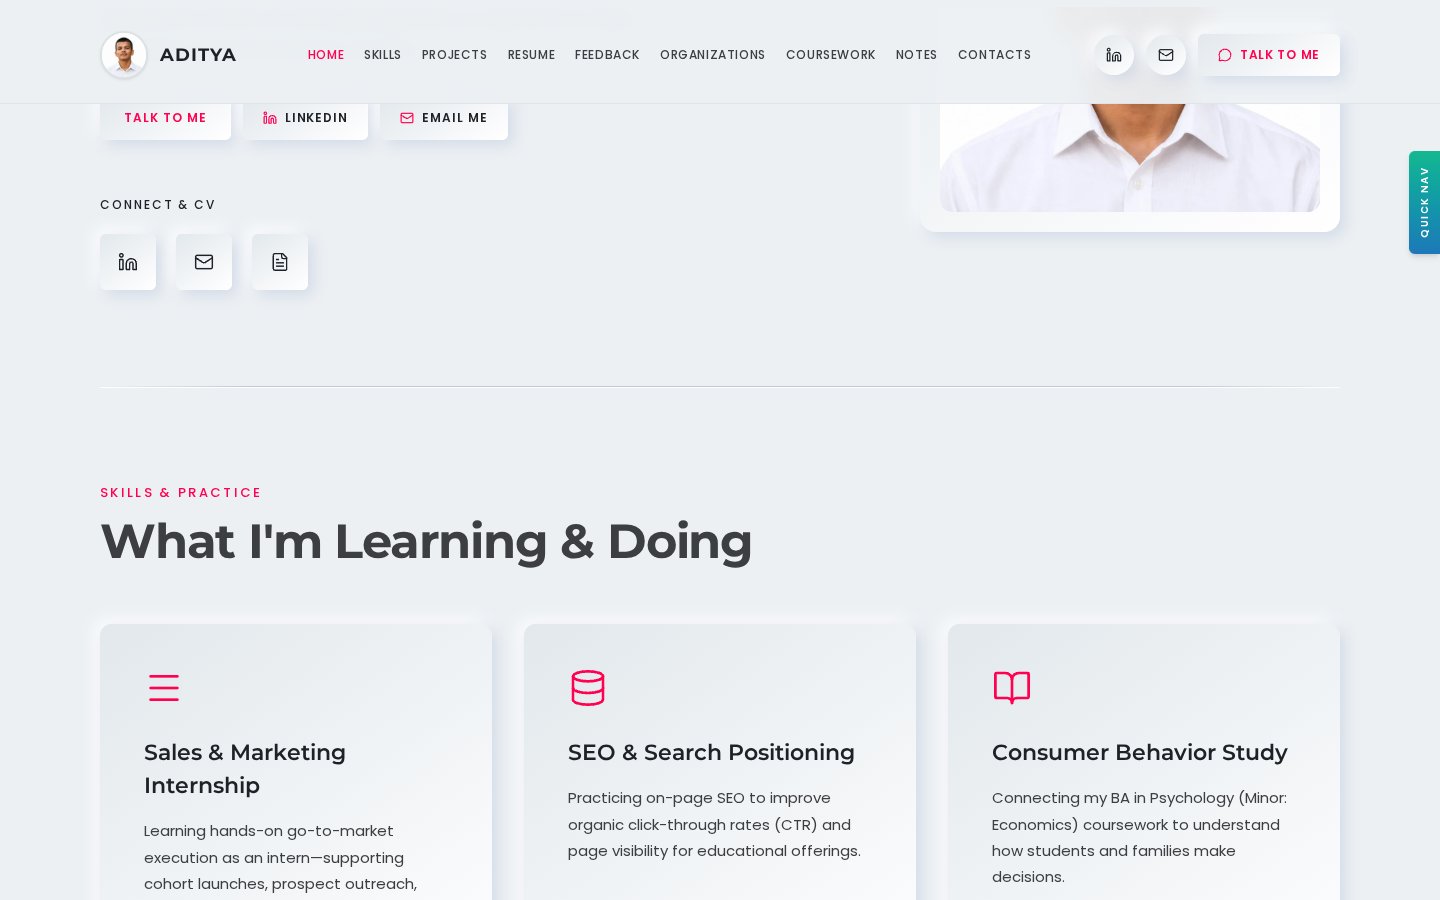 ADITYA
HOME SKILLS PROJECTS RESUME FEEDBACK ORGANIZATIONS COURSEWORK NOTES CONTACTS
TALK TO ME
TALK TO ME
LINKEDIN
EMAIL ME
QUICK NAV
CONNECT & CV
SKILLS & PRACTICE
What I'm Learning & Doing
Sales & Marketing
Internship
Learning hands-on go-to-market
execution as an intern—supporting
cohort launches, prospect outreach,
SEO & Search Positioning
Practicing on-page SEO to improve
organic click-through rates (CTR) and
page visibility for educational offerings.
Consumer Behavior Study
Connecting my BA in Psychology (Minor:
Economics) coursework to understand
how students and families make
decisions.